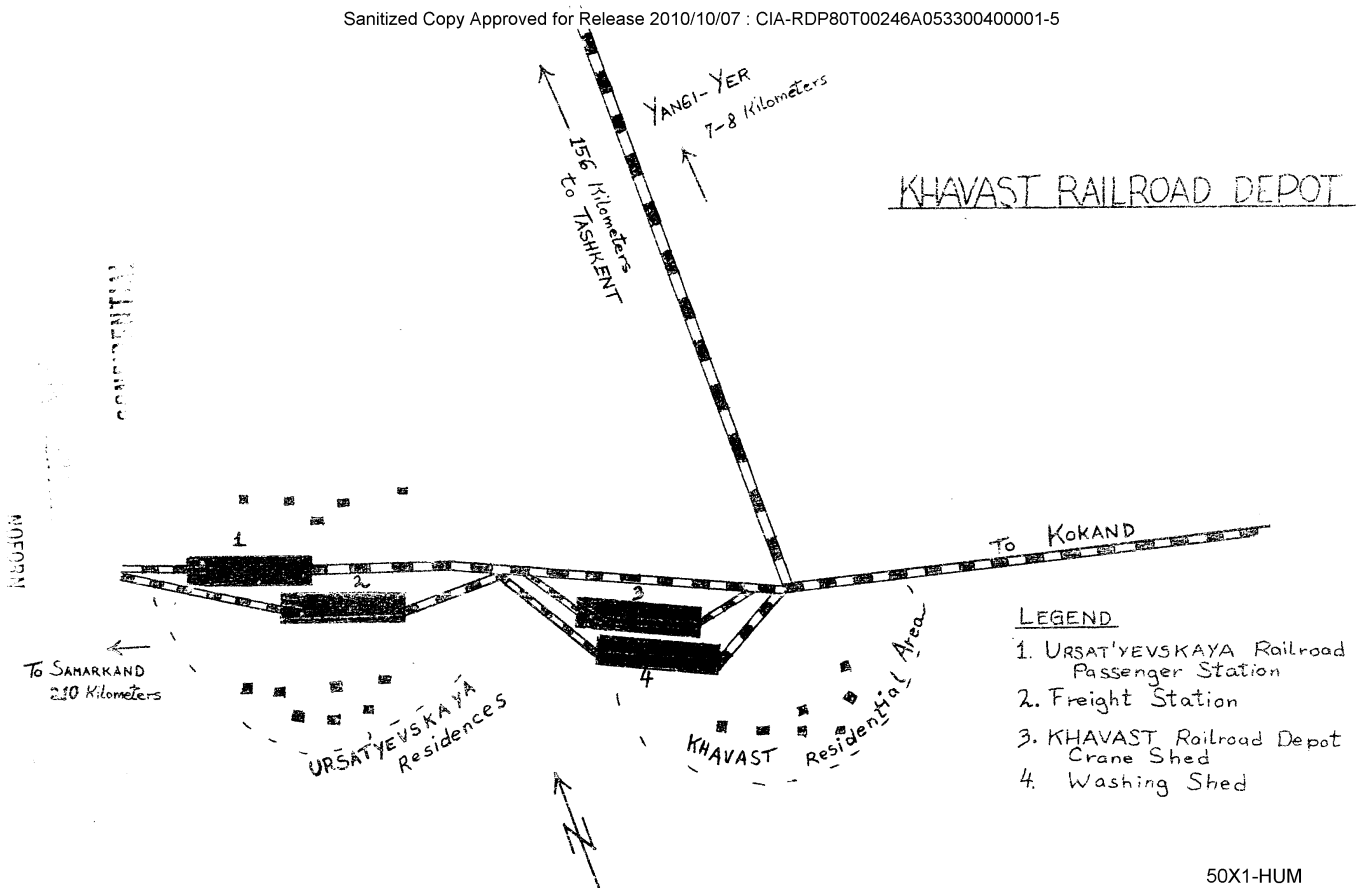 Sanitized Copy Approved for Release 2010/10/07 : CIA-RDP80T00246A053300400001-5
YANGI-YER
7-8 Kilometers
156 Kilometers
to TASHKENT
KHAVAST RAILROAD DEPOT
CONFIDENTIAL
NOFORN
1
2
3
4
To KOKAND
To SAMARKAND
210 Kilometers
URSAT'YEVSKAYA
Residences
KHAVAST Residential Area
N
LEGEND
1. URSAT'YEVSKAYA Railroad
Passenger Station
2. Freight Station
3. KHAVAST Railroad Depot
Crane Shed
4. Washing Shed
50X1-HUM